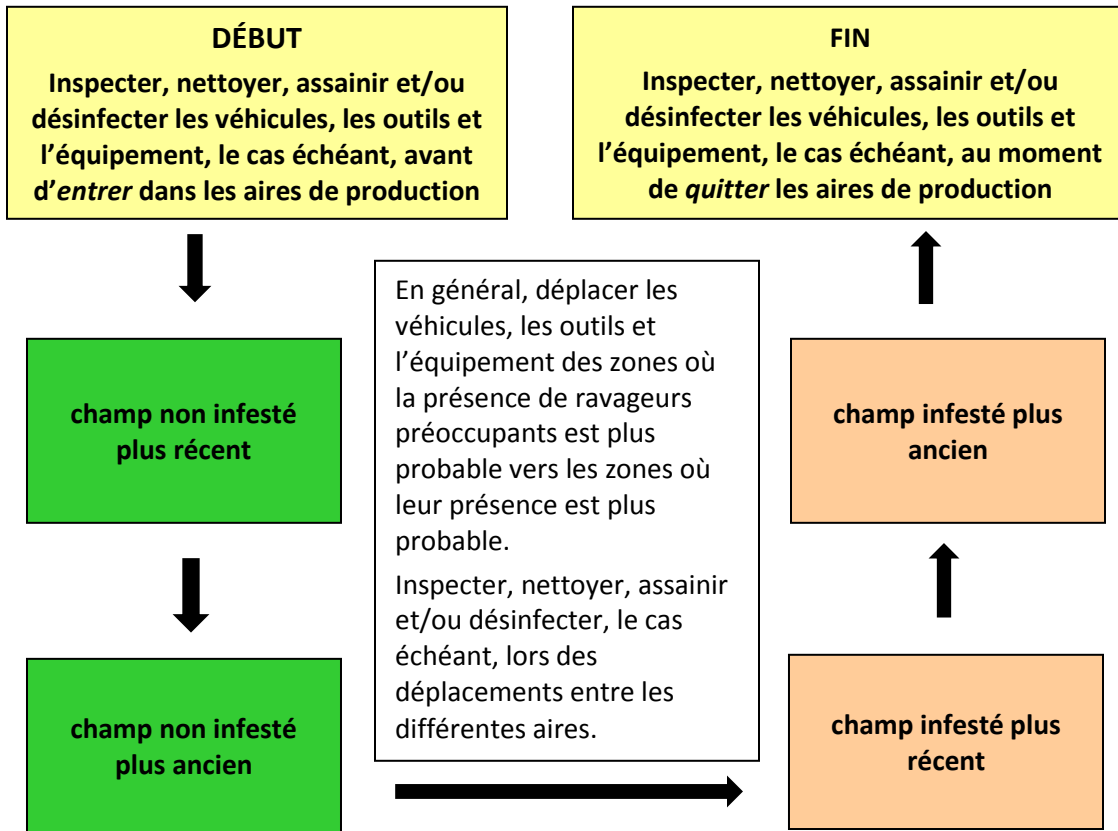 DÉBUT
Inspecter, nettoyer, assainir et/ou
désinfecter les véhicules, les outils et
l'équipement, le cas échéant, avant
d'entrer dans les aires de production
FIN
Inspecter, nettoyer, assainir et/ou
désinfecter les véhicules, les outils et
l'équipement, le cas échéant, au moment
de quitter les aires de production
champ non infesté
plus récent
champ non infesté
plus ancien
En général, déplacer les
véhicules, les outils et
l'équipement des zones où
la présence de ravageurs
préoccupants est plus
probable vers les zones où
leur présence est plus
probable.
Inspecter, nettoyer, assainir
et/ou désinfecter, le cas
échéant, lors des
déplacements entre les
différentes aires.
champ infesté plus
récent
champ infesté plus
ancien